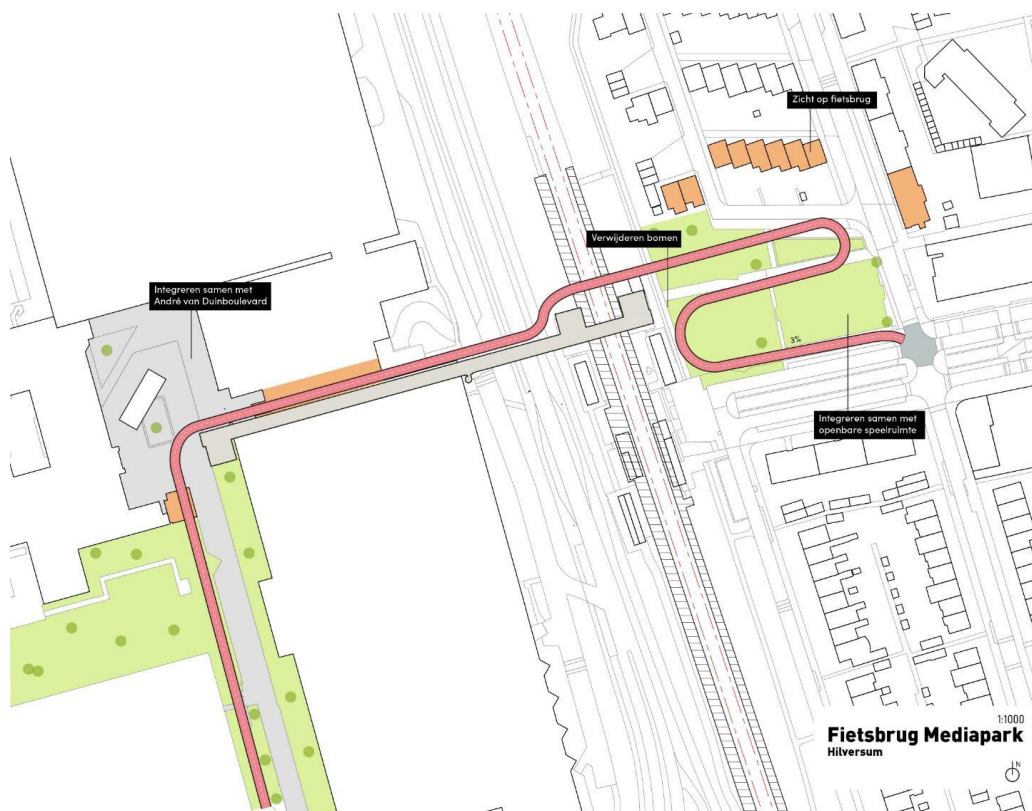 Zicht op fietsbrug
Verwijderen bomen
Integreren samen met
André van Duinboulevard
3%
Integreren samen met
openbare speelruimte
1:1000
Fietsbrug Mediapark
Hilversum
N